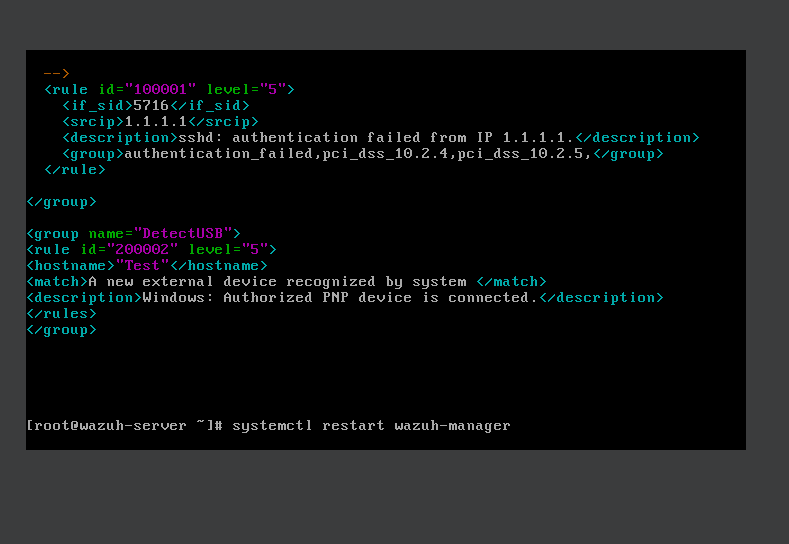 -->
<rule id="100001" level="5">
<if_sid>5716</if_sid>
<srcip>1.1.1.1</srcip>
<description>sshd: authentication failed from IP 1.1.1.1.</description>
<group>authentication_failed,pci_dss_10.2.4,pci_dss_10.2.5,</group>
</rule>
</group>
<group name="DetectUSB">
<rule id="200002" level="5">
<hostname>"Test"</hostname>
<match>A new external device recognized by system </match>
<description>Windows: Authorized PNP device is connected.</description>
</rules>
</group>
[root@wazuh-server ~]# systemctl restart wazuh-manager